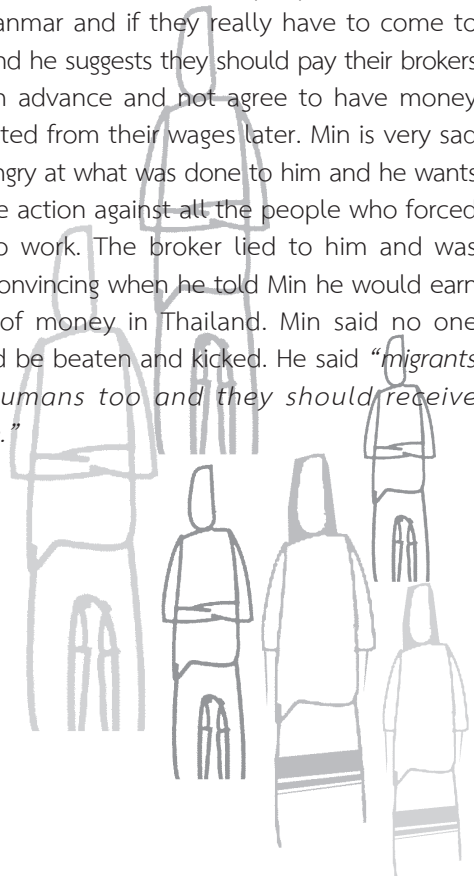 anmar and if they really have to come to
nd he suggests they should pay their brokers
n advance and not agree to have money
ted from their wages later. Min is very sad
ngry at what was done to him and he wants
e action against all the people who forced
o work. The broker lied to him and was
onvincing when he told Min he would earn
of money in Thailand. Min said no one
d be beaten and kicked. He said “migrants
umans too and they should receive
.”